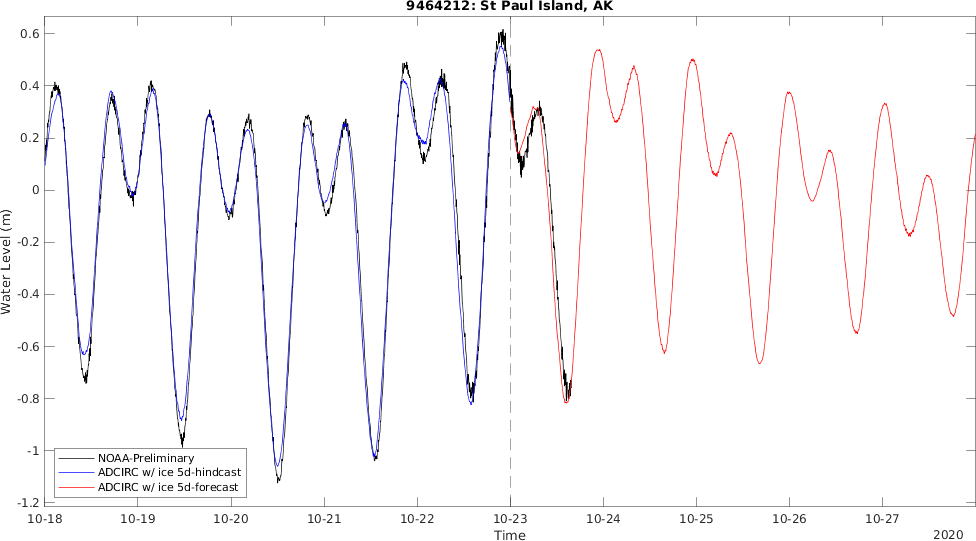 9464212: St Paul Island, AK
0.6
0.4
0.2
0
-0.2
-0.4
-0.6
-0.8
-1
-1.2
Water Level (m)
NOAA-Preliminary
ADCIRC w/ ice 5d-hindcast
ADCIRC w/ ice 5d-forecast
10-18 10-19 10-20 10-21 10-22 10-23 10-24 10-25 10-26 10-27
Time
2020